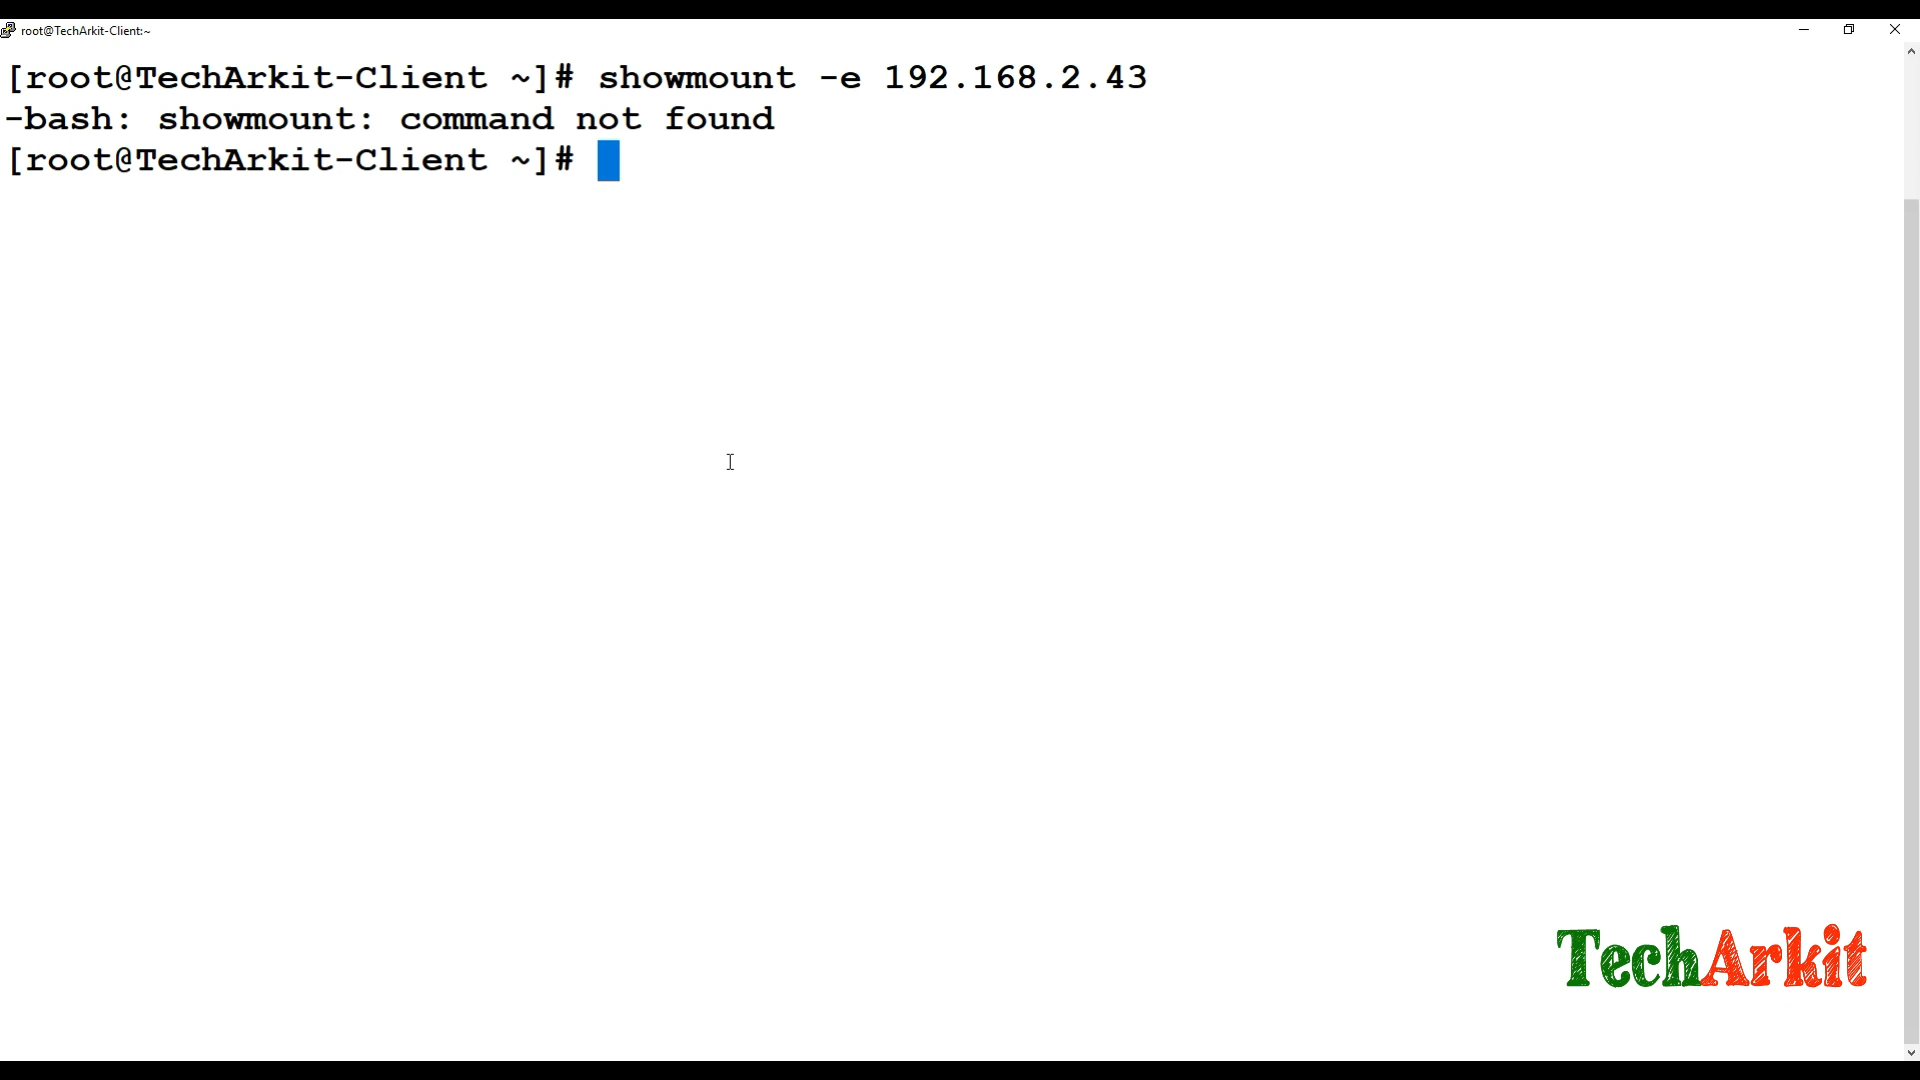 root@TechArkit-Client:~
[root@TechArkit-Client ~]# showmount -e 192.168.2.43
-bash: showmount: command not found
[root@TechArkit-Client ~]#
TechArkit